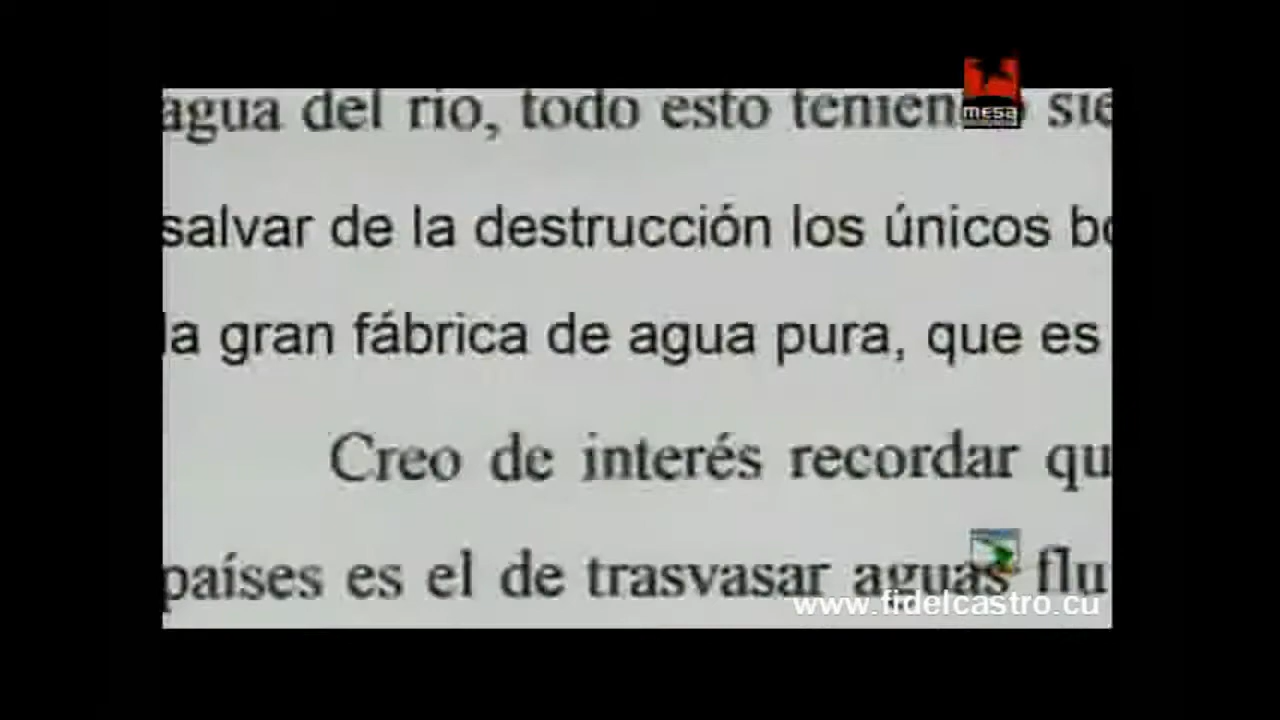 agua del rio, todo esto
salvar de la destrucción los únicos
la gran fábrica de agua pura, que es
Creo de interés recordar
países es el de trasvasar aguas
mesa
www.fidelcastro.cu